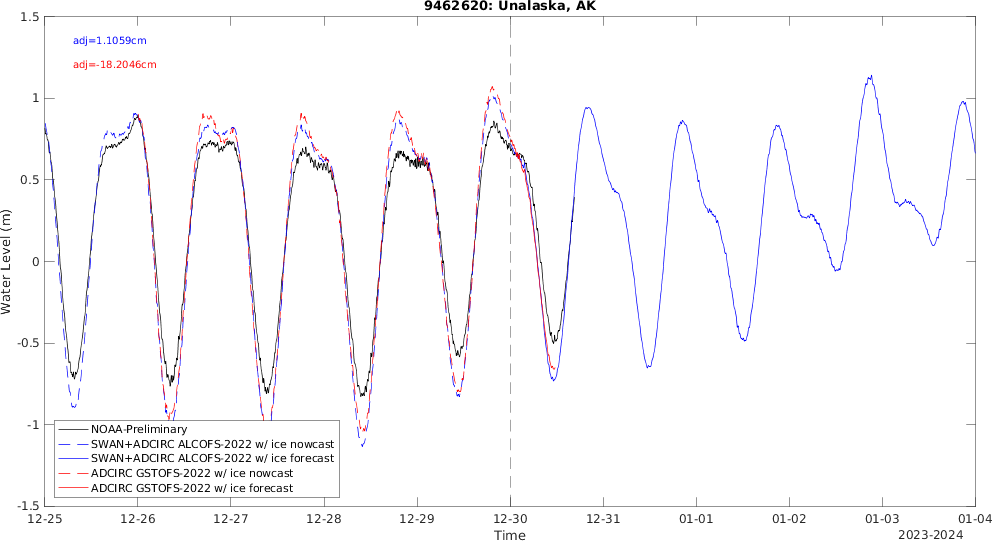 9462620: Unalaska, AK
adj=1.1059cm
adj=-18.2046cm
Water Level (m)
1.5
1
0.5
0
-0.5
-1
-1.5
NOAA-Preliminary
SWAN+ADCIRC ALCOFS-2022 w/ ice nowcast
SWAN+ADCIRC ALCOFS-2022 w/ ice forecast
ADCIRC GSTOFS-2022 w/ ice nowcast
ADCIRC GSTOFS-2022 w/ ice forecast
12-25 12-26 12-27 12-28 12-29 12-30 12-31 01-01 01-02 01-03 01-04
Time
2023-2024